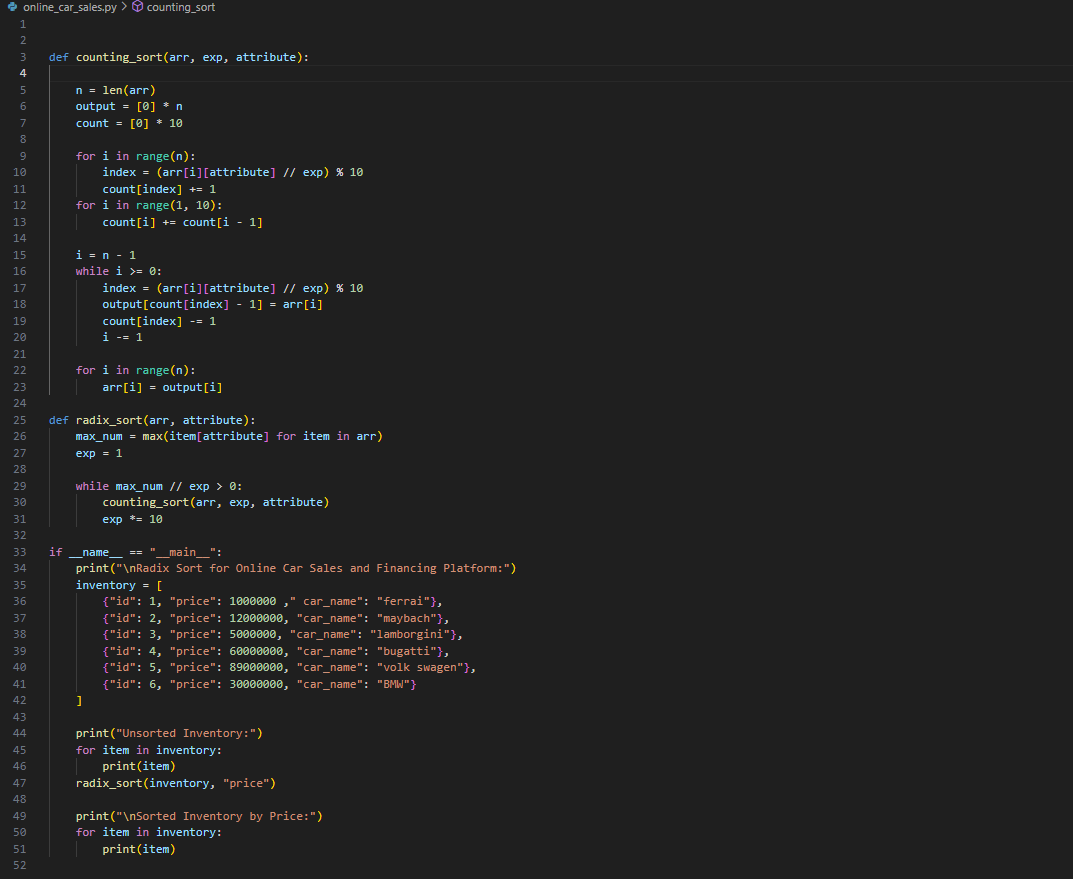 online_car_sales.py > counting_sort
1
2
3 def counting_sort(arr, exp, attribute):
4
5     n = len(arr)
6     output = [0] * n
7     count = [0] * 10
8
9     for i in range(n):
10         index = (arr[i][attribute] // exp) % 10
11         count[index] += 1
12     for i in range(1, 10):
13         count[i] += count[i - 1]
14
15     i = n - 1
16     while i >= 0:
17         index = (arr[i][attribute] // exp) % 10
18         output[count[index] - 1] = arr[i]
19         count[index] -= 1
20         i -= 1
21
22     for i in range(n):
23         arr[i] = output[i]
24
25 def radix_sort(arr, attribute):
26     max_num = max(item[attribute] for item in arr)
27     exp = 1
28
29     while max_num // exp > 0:
30         counting_sort(arr, exp, attribute)
31         exp *= 10
32
33 if __name__ == "__main__":
34     print("\nRadix Sort for Online Car Sales and Financing Platform:")
35     inventory = [
36         {"id": 1, "price": 1000000 ," car_name": "ferrai"},
37         {"id": 2, "price": 12000000, "car_name": "maybach"},
38         {"id": 3, "price": 5000000, "car_name": "lamborgini"},
39         {"id": 4, "price": 60000000, "car_name": "bugatti"},
40         {"id": 5, "price": 89000000, "car_name": "volk swagen"},
41         {"id": 6, "price": 30000000, "car_name": "BMW"}
42     ]
43
44     print("Unsorted Inventory:")
45     for item in inventory:
46         print(item)
47     radix_sort(inventory, "price")
48
49     print("\nSorted Inventory by Price:")
50     for item in inventory:
51         print(item)
52